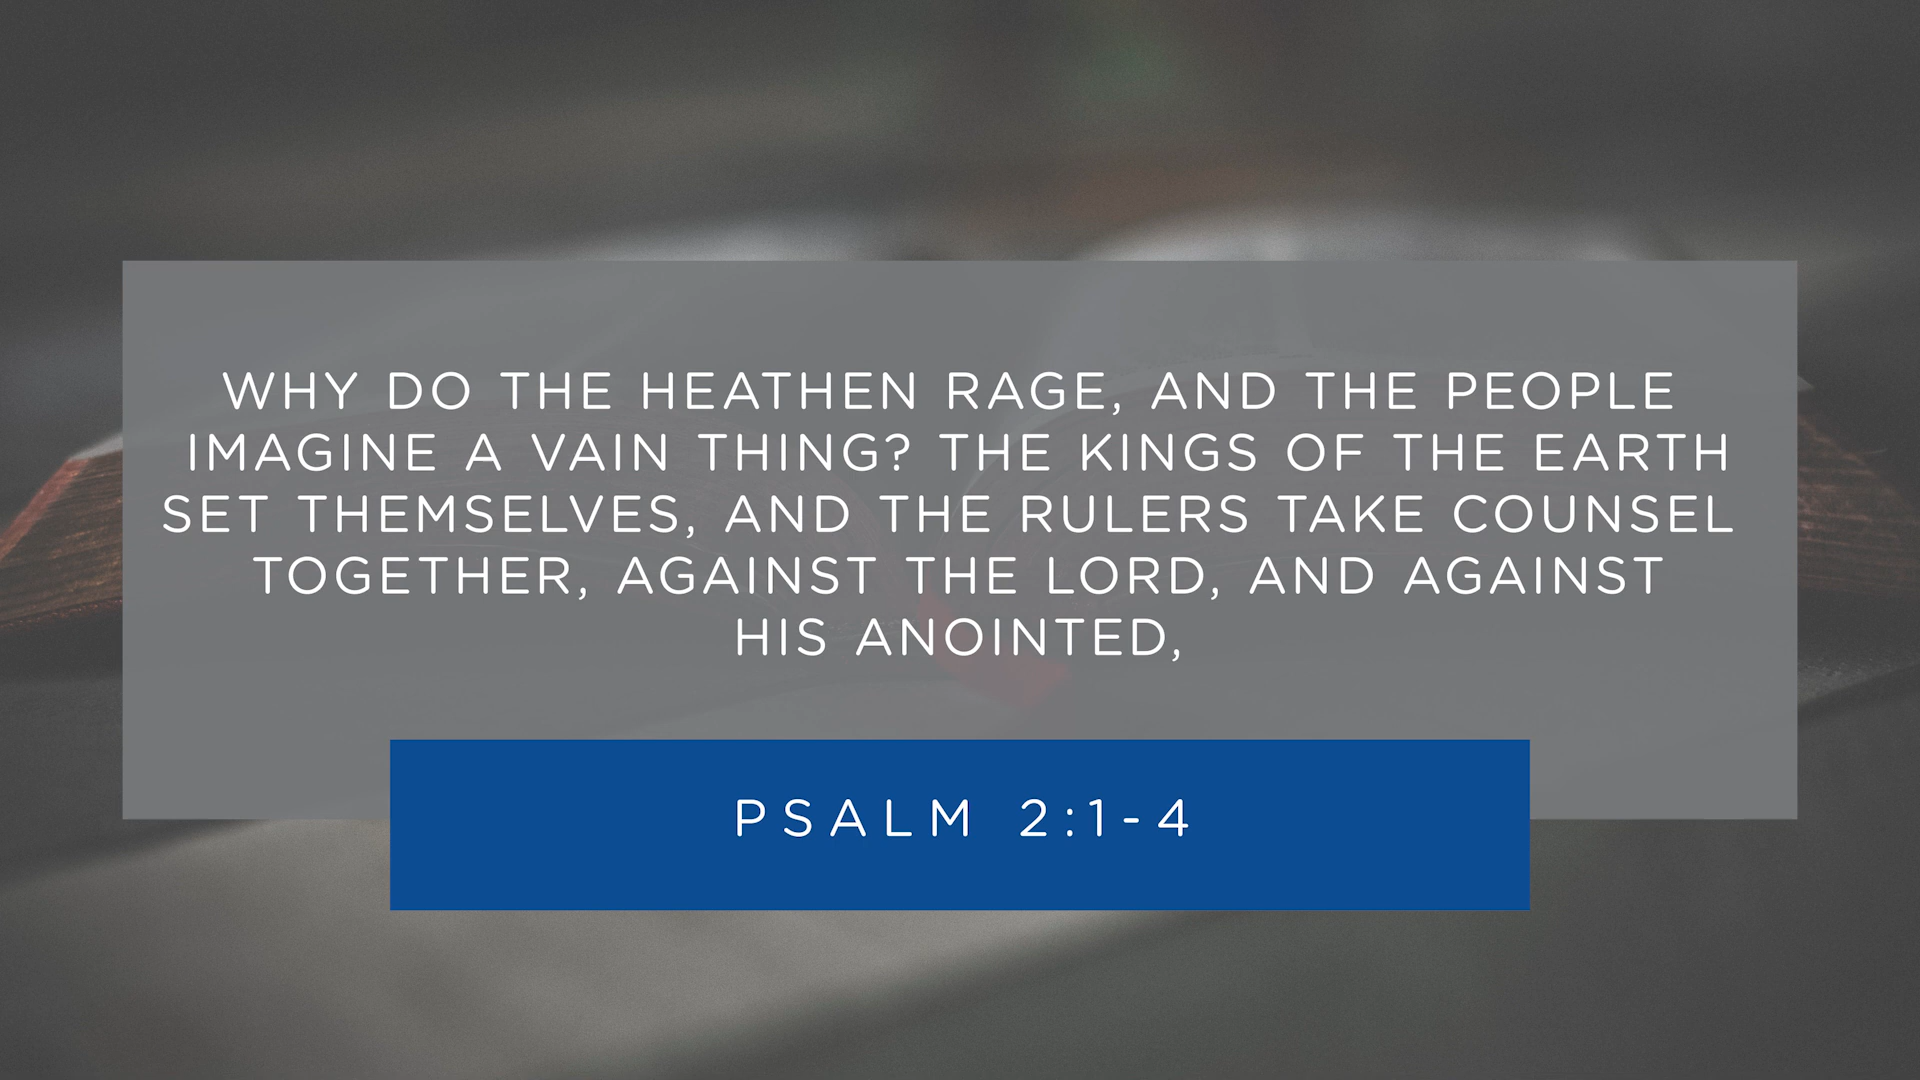 WHY DO THE HEATHEN RAGE, AND THE PEOPLE
IMAGINE A VAIN THING? THE KINGS OF THE EARTH
SET THEMSELVES, AND THE RULERS TAKE COUNSEL
TOGETHER, AGAINST THE LORD, AND AGAINST
HIS ANOINTED,
PSALM 2:1-4